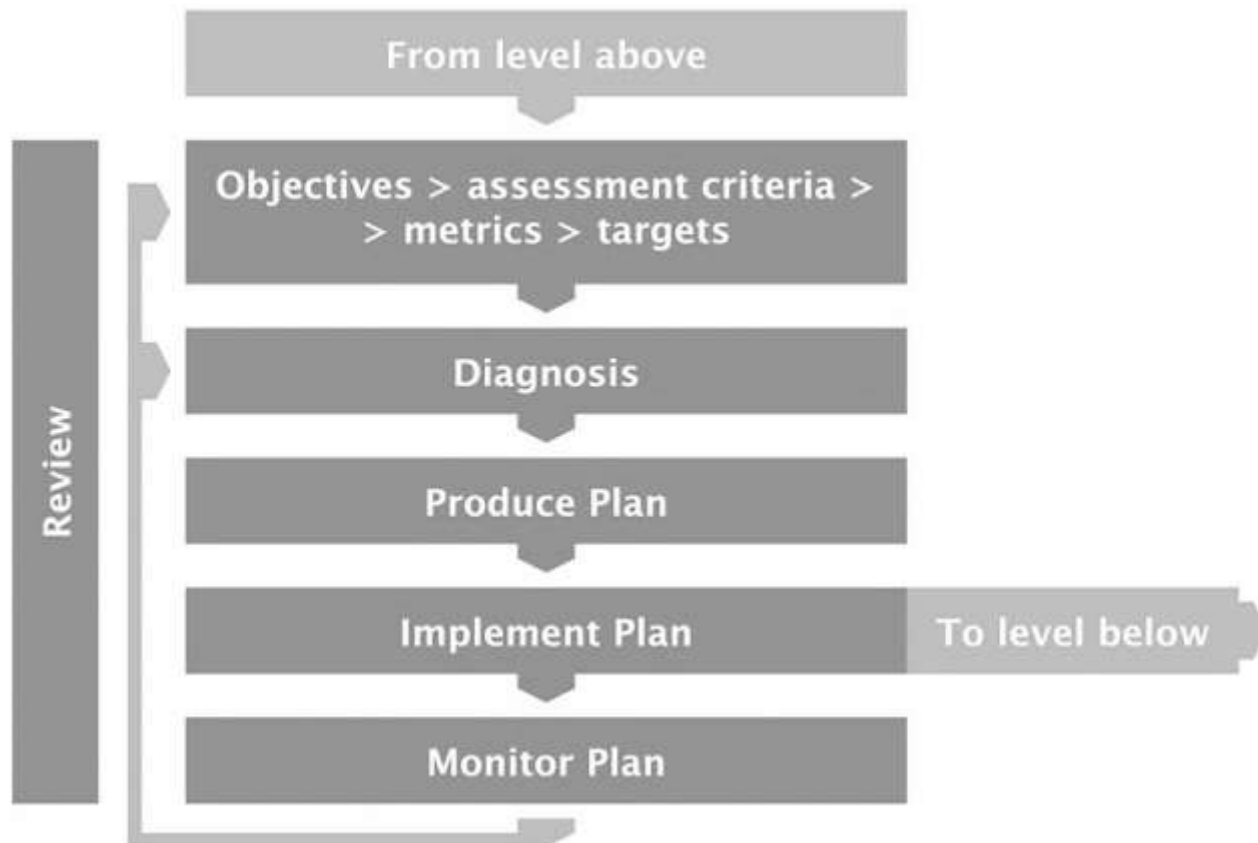 From level above
Objectives > assessment criteria >
> metrics > targets
Diagnosis
Produce Plan
Implement Plan
To level below
Monitor Plan
Review